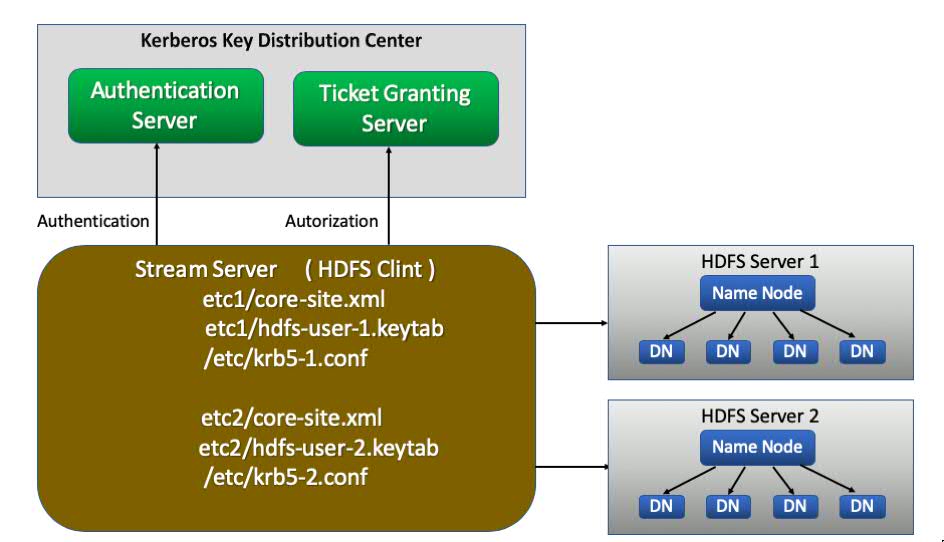 Kerberos Key Distribution Center
Authentication
Server
Ticket Granting
Server
Authentication
Autorization
Stream Server ( HDFS Clint )
etc1/core-site.xml
etc1/hdfs-user-1.keytab
/etc/krb5-1.conf
etc2/core-site.xml
etc2/hdfs-user-2.keytab
/etc/krb5-2.conf
HDFS Server 1
Name Node
DN DN DN DN
HDFS Server 2
Name Node
DN DN DN DN